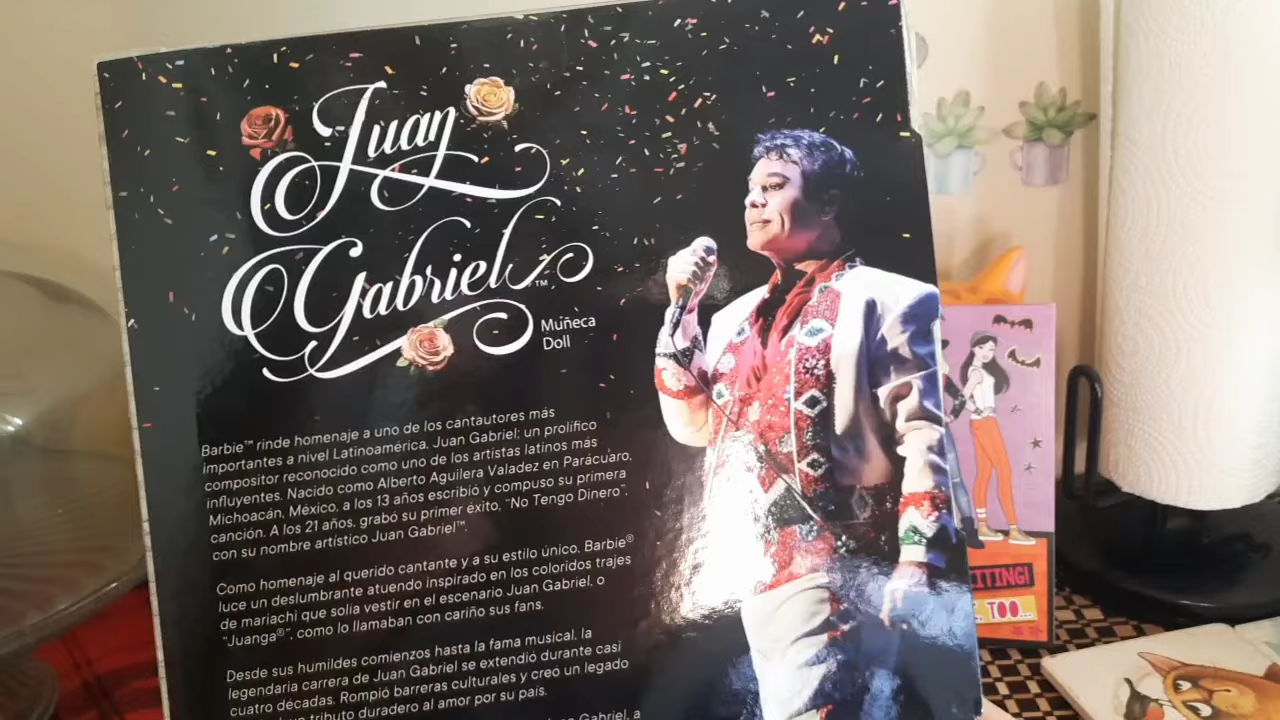 Juan
Gabriel™
Muñeca
Doll
Barbie™ rinde homenaje a uno de los cantautores más
importantes a nivel Latinoamérica, Juan Gabriel; un prolífico
compositor reconocido como uno de los artistas latinos más
influyentes. Nacido como Alberto Aguilera Valadez en Parácuaro,
Michoacán, México, a los 13 años escribió y compuso su primera
canción. A los 21 años, grabó su primer éxito, "No Tengo Dinero",
con su nombre artístico Juan Gabriel™.
Como homenaje al querido cantante y a su estilo único, Barbie®
luce un deslumbrante atuendo inspirado en los coloridos trajes
de mariachi que solía vestir en el escenario Juan Gabriel, o
"Juanga®", como lo llamaban con cariño sus fans.
Desde sus humildes comienzos hasta la fama musical, la
legendaria carrera de Juan Gabriel se extendió durante casi
cuatro décadas. Rompió barreras culturales y creó un legado
un tributo duradero al amor por su país.
Gabriel, a
ITING!
TOO...